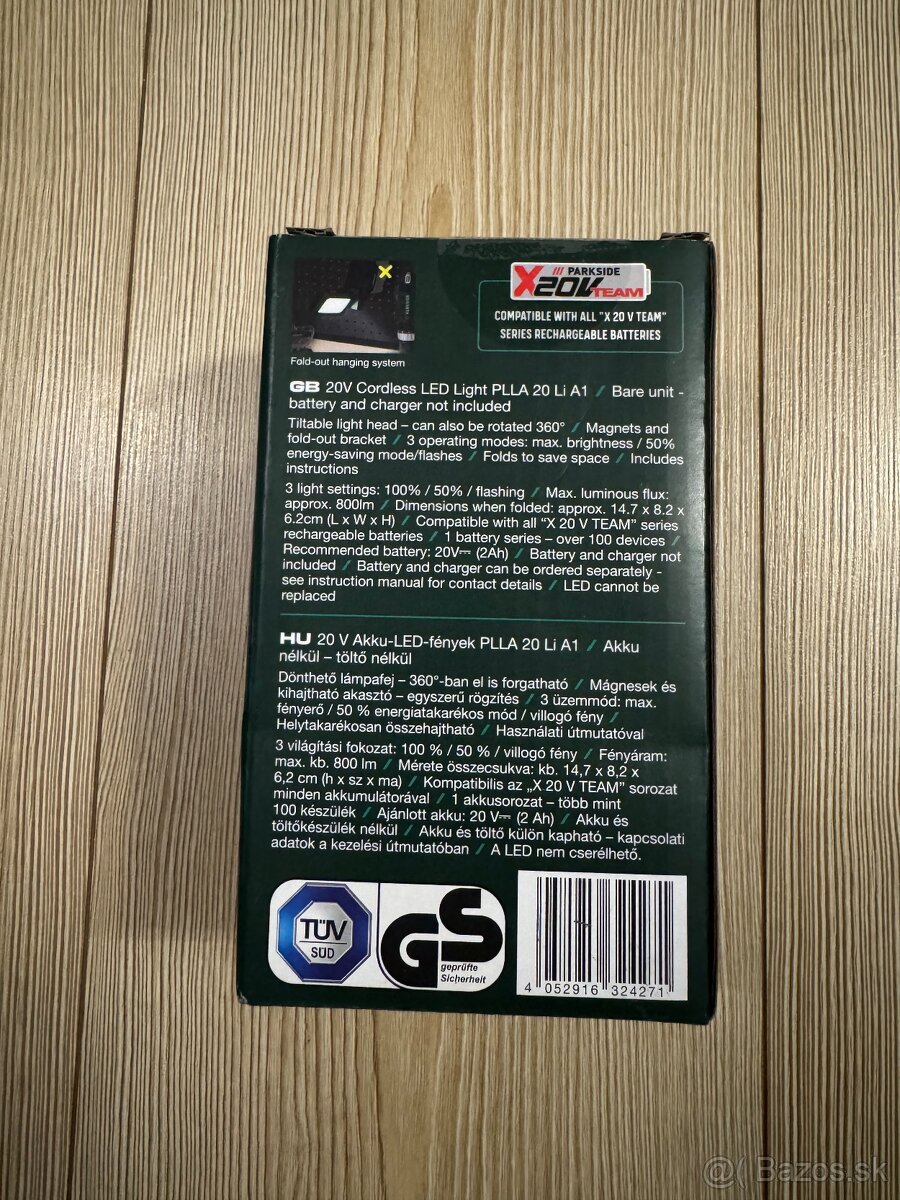 X PARKSIDE
20V TEAM
COMPATIBLE WITH ALL "X 20 V TEAM"
SERIES RECHARGEABLE BATTERIES
Fold-out hanging system
GB 20V Cordless LED Light PLLA 20 Li A1 / Bare unit -
battery and charger not included
Tiltable light head – can also be rotated 360° / Magnets and
fold-out bracket / 3 operating modes: max. brightness / 50%
energy-saving mode/flashes / Folds to save space / Includes
instructions
3 light settings: 100% / 50% / flashing / Max. luminous flux:
approx. 800lm / Dimensions when folded: approx. 14.7 x 8.2 x
6.2cm (L x W x H) / Compatible with all "X 20 V TEAM" series
rechargeable batteries / 1 battery series – over 100 devices /
Recommended battery: 20V⎓ (2Ah) / Battery and charger not
included / Battery and charger can be ordered separately -
see instruction manual for contact details / LED cannot be
replaced
HU 20 V Akku-LED-fények PLLA 20 Li A1 / Akku
nélkül – töltő nélkül
Dönthető lámpafej – 360°-ban el is forgatható / Mágnesek és
kihajtható akasztó – egyszerű rögzítés / 3 üzemmód: max.
fényerő / 50 % energiatakarékos mód / villogó fény /
Helytakarékosan összehajtható / Használati útmutatóval
3 világítási fokozat: 100 % / 50 % / villogó fény / Fényáram:
max. kb. 800 lm / Mérete összecsukva: kb. 14,7 x 8,2 x
6,2 cm (h x sz x ma) / Kompatibilis az „X 20 V TEAM" sorozat
minden akkumulátorával / 1 akkusorozat – több mint
100 készülék / Ajánlott akku: 20 V⎓ (2 Ah) / Akku és
töltőkészülék nélkül / Akku és töltő külön kapható – kapcsolati
adatok a kezelési útmutatóban / A LED nem cserélhető.
TÜV
SÜD
GS
geprüfte
Sicherheit
4 052916 324271
@( Bazos.sk